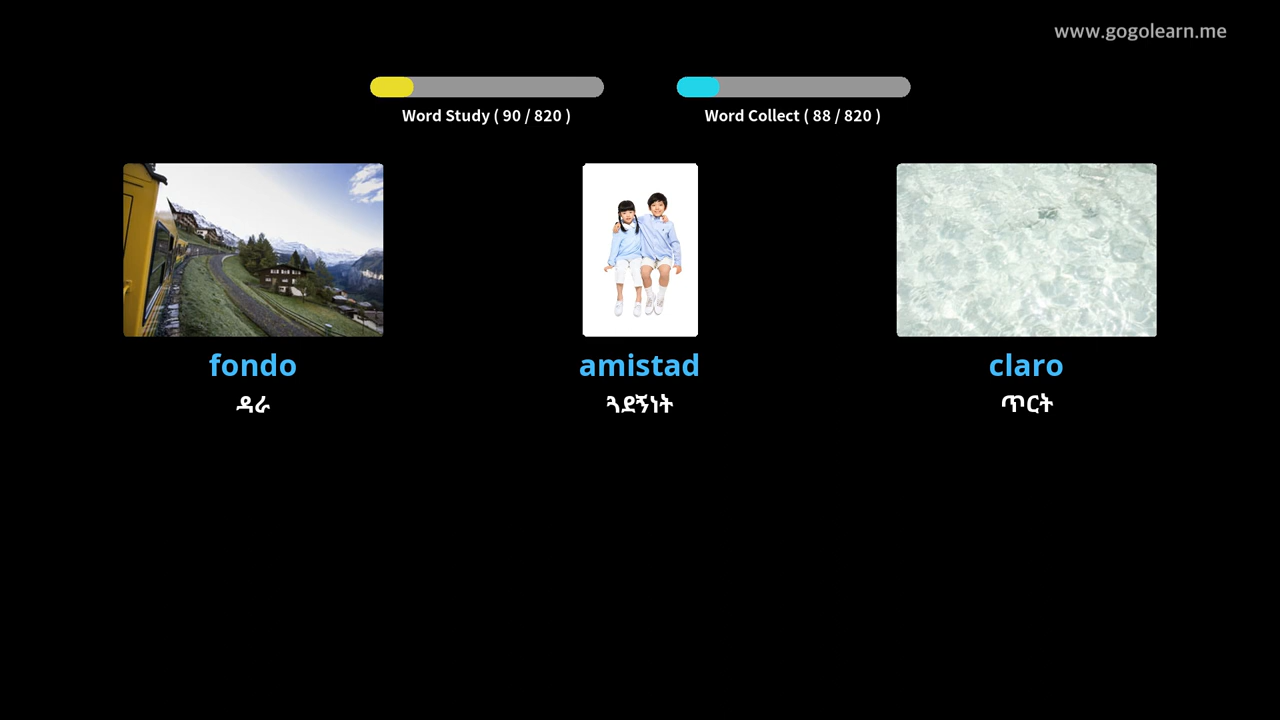 www.gogolearn.me
Word Study ( 90 / 820 )
Word Collect ( 88 / 820 )
fondo
amistad
claro
ዳራ
ጓደኝነት
ጥርት